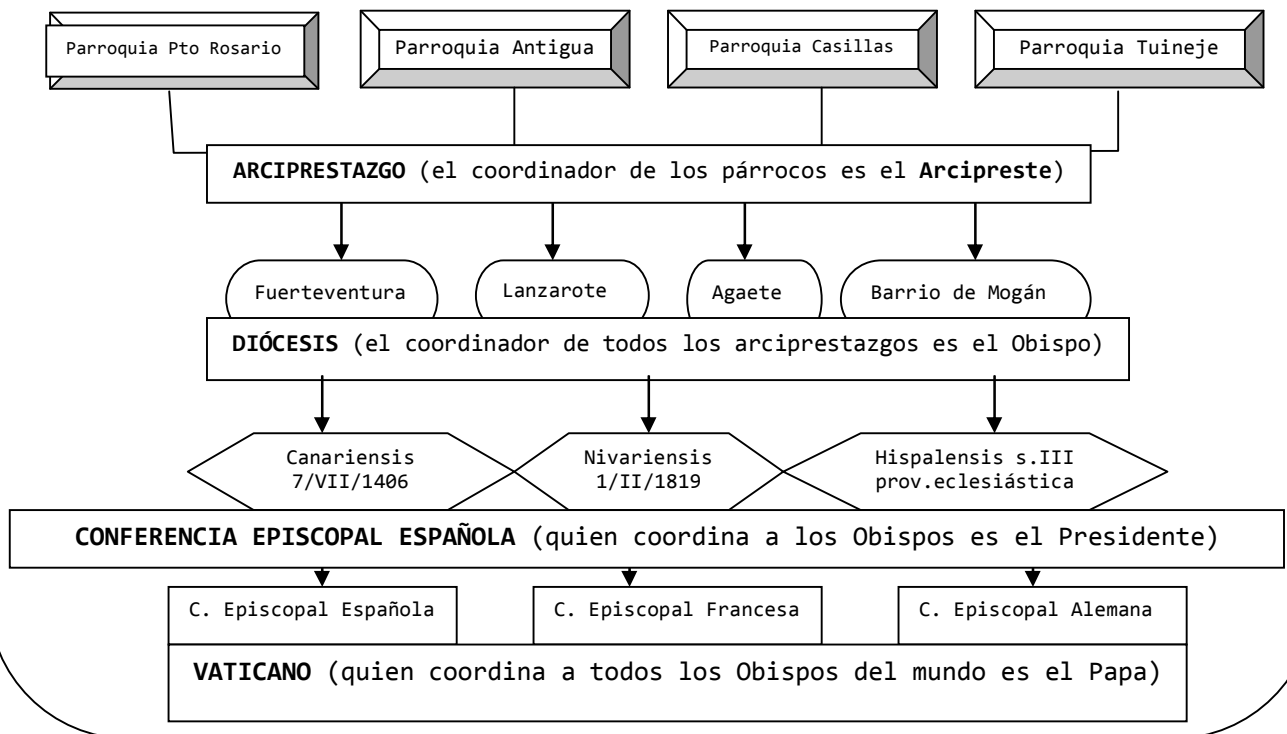 Parroquia Pto Rosario
Parroquia Antigua
Parroquia Casillas
Parroquia Tuineje
ARCIPRESTAZGO (el coordinador de los párrocos es el Arcipreste)
Fuerteventura
Lanzarote
Agaete
Barrio de Mogán
DIÓCESIS (el coordinador de todos los arciprestazgos es el Obispo)
Canariensis
7/VII/1406
Nivariensis
1/II/1819
Hispalensis s.III
prov.eclesiástica
CONFERENCIA EPISCOPAL ESPAÑOLA (quien coordina a los Obispos es el Presidente)
C. Episcopal Española
C. Episcopal Francesa
C. Episcopal Alemana
VATICANO (quien coordina a todos los Obispos del mundo es el Papa)